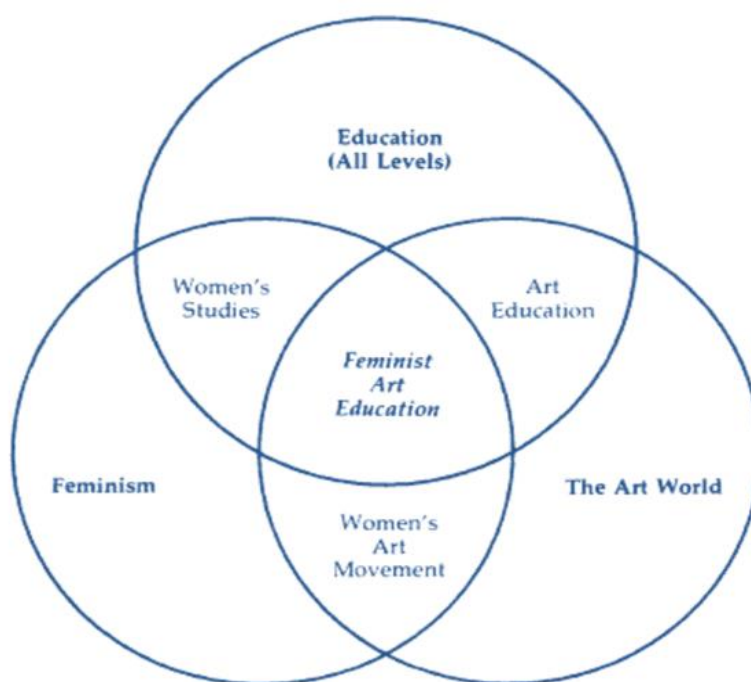 Education
(All Levels)
Women's
Studies
Art
Education
Feminist
Art
Education
Feminism
The Art World
Women's
Art
Movement